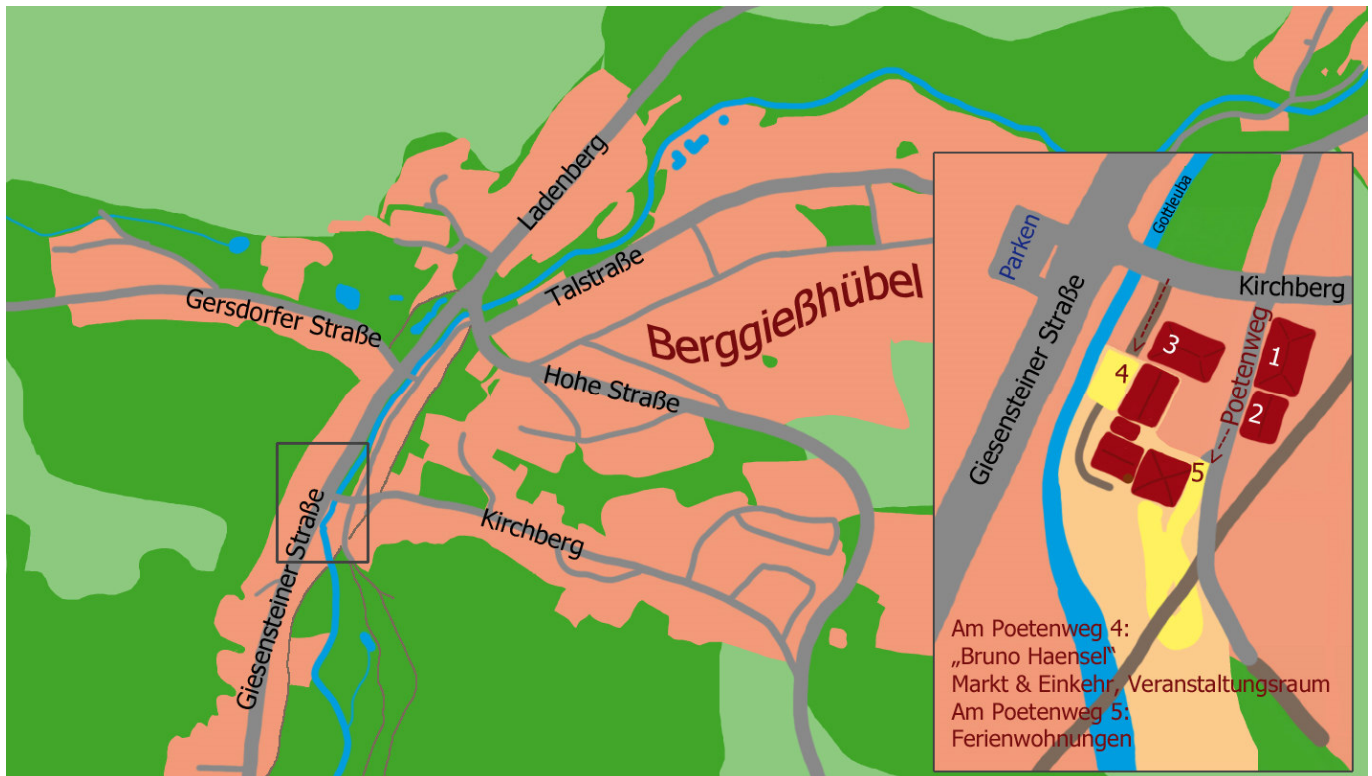 Ladenberg
Talstraße
Gersdorfer Straße
Berggießhübel
Hohe Straße
Kirchberg
Giesensteiner Straße
Gottleuba
Parken
Kirchberg
Giesensteiner Straße
Poetenweg
1
2
3
4
5
Am Poetenweg 4:
„Bruno Haensel“
Markt & Einkehr, Veranstaltungsraum
Am Poetenweg 5:
Ferienwohnungen